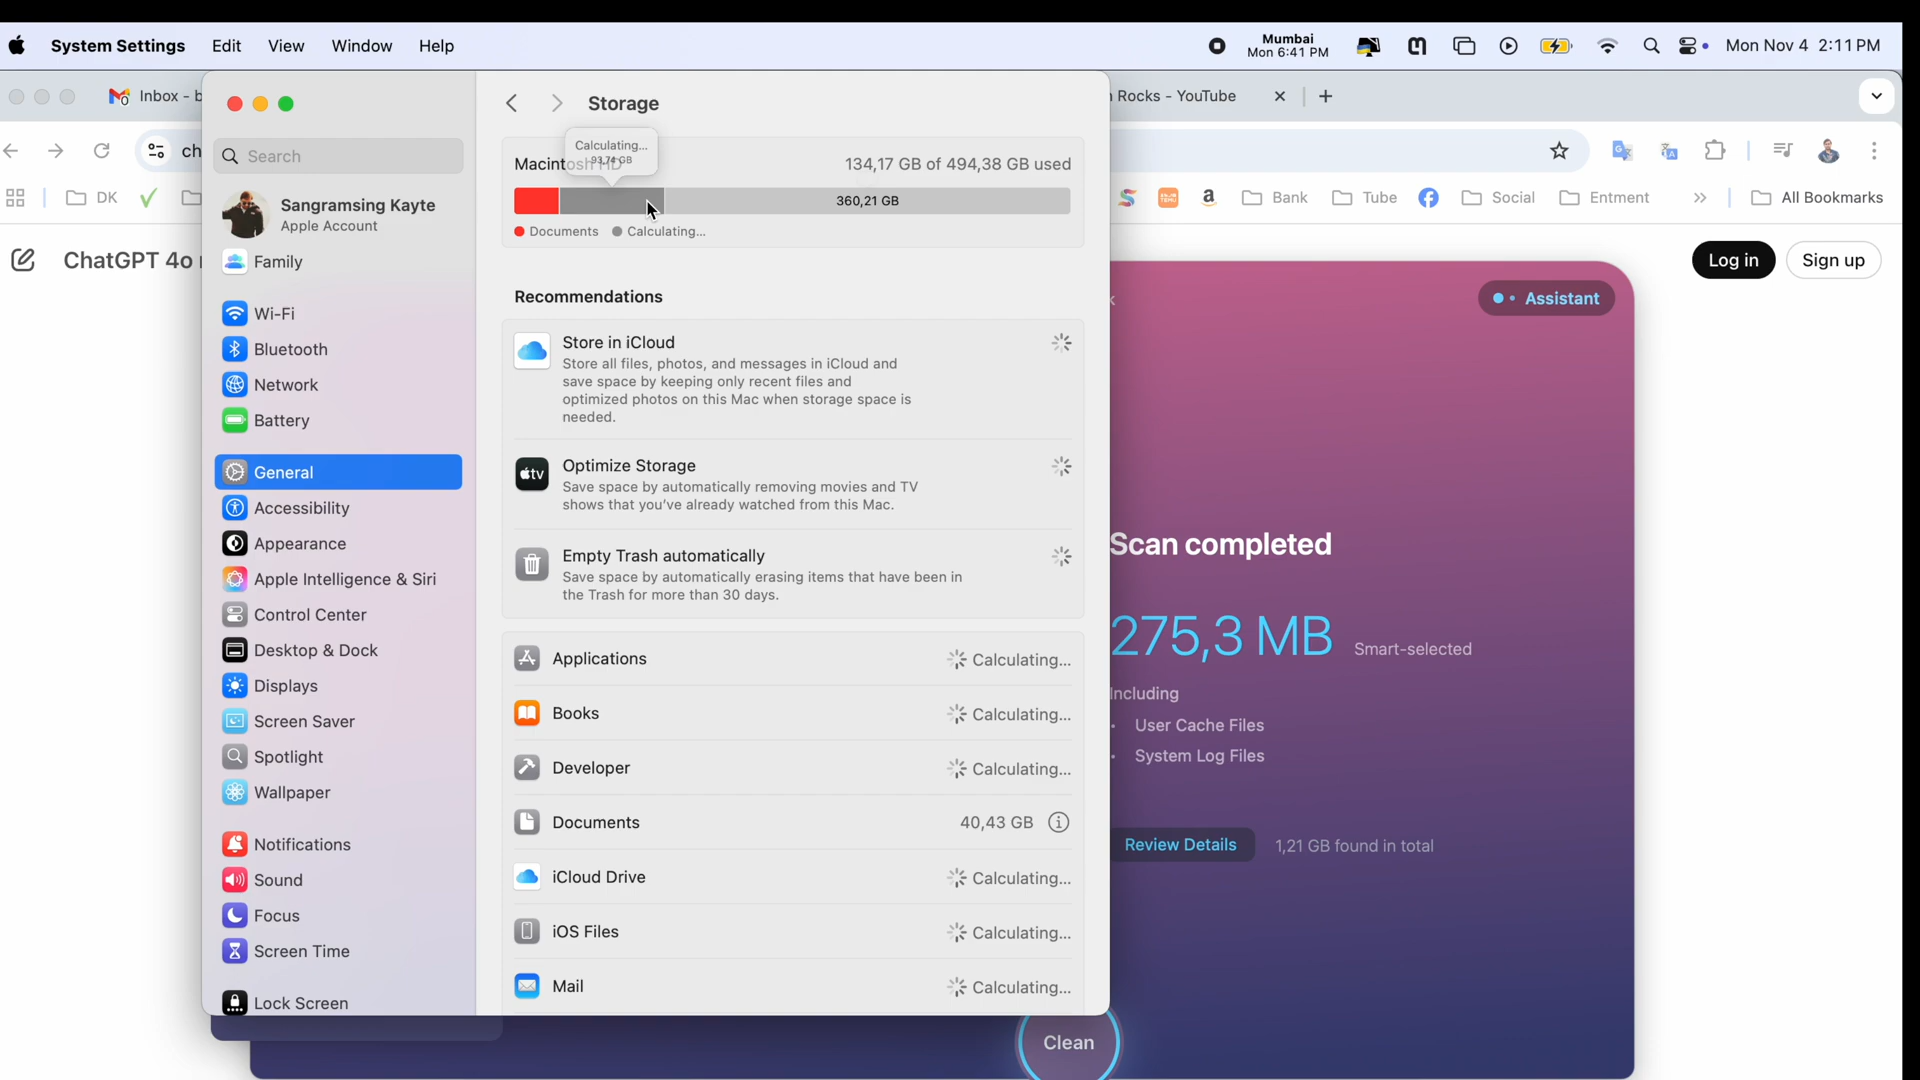 System Settings Edit View Window Help
Mumbai
Mon 6:41 PM
Mon Nov 4 2:11 PM
Inbox - b
Rocks - YouTube
ch
DK
Bank
Tube
Social
Entment
All Bookmarks
ChatGPT 4o
Log in
Sign up
Search
Sangramsing Kayte
Apple Account
Family
Wi-Fi
Bluetooth
Network
Battery
General
Accessibility
Appearance
Apple Intelligence & Siri
Control Center
Desktop & Dock
Displays
Screen Saver
Spotlight
Wallpaper
Notifications
Sound
Focus
Screen Time
Lock Screen
Storage
Calculating...
93,74 GB
Macintosh HD
134,17 GB of 494,38 GB used
360,21 GB
Documents Calculating...
Recommendations
Store in iCloud
Store all files, photos, and messages in iCloud and
save space by keeping only recent files and
optimized photos on this Mac when storage space is
needed.
tv
Optimize Storage
Save space by automatically removing movies and TV
shows that you've already watched from this Mac.
Empty Trash automatically
Save space by automatically erasing items that have been in
the Trash for more than 30 days.
Applications Calculating...
Books Calculating...
Developer Calculating...
Documents 40,43 GB
iCloud Drive Calculating...
iOS Files Calculating...
Mail Calculating...
Assistant
Scan completed
275,3 MB Smart-selected
Including
User Cache Files
System Log Files
Review Details 1,21 GB found in total
Clean